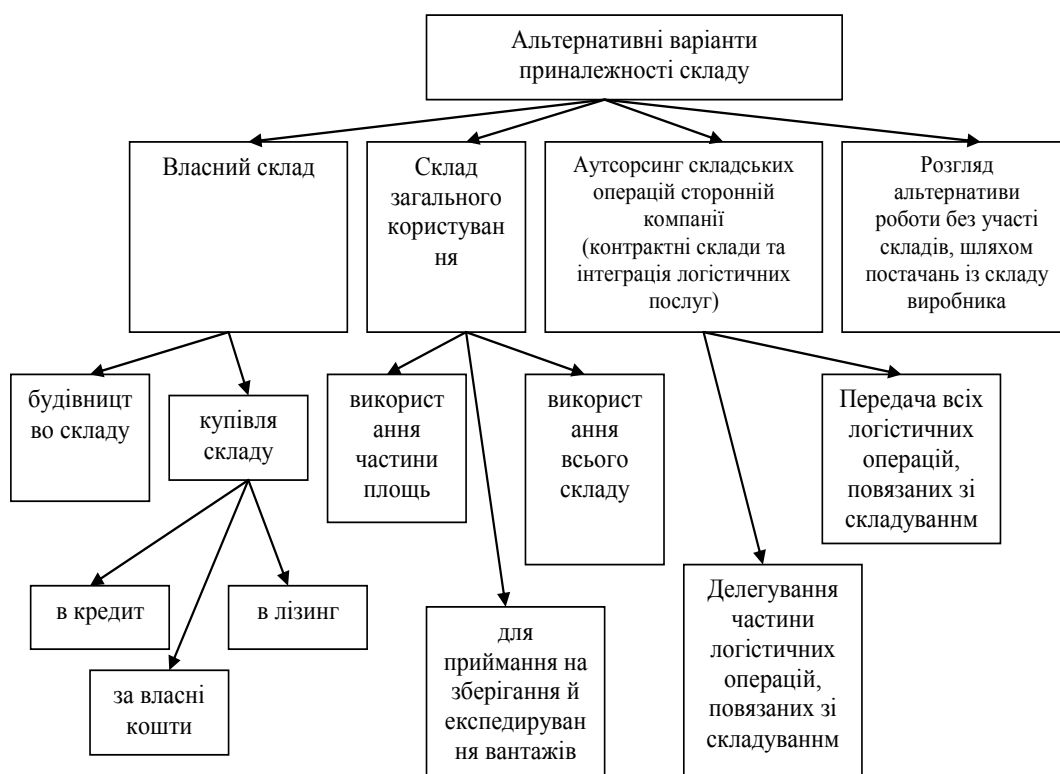 Альтернативні варіанти
приналежності складу
Власний склад
Склад
загального
користуван
ня
Аутсорсинг складських
операцій сторонній
компанії
(контрактні склади та
інтеграція логістичних
послуг)
Розгляд
альтернативи
роботи без участі
складів, шляхом
постачань із складу
виробника
будівницт
во складу
купівля
складу
використ
ання
частини
площь
використ
ання
всього
складу
Передача всіх
логістичних
операцій,
повязаних зі
складуваннм
в кредит
в лізинг
за власні
кошти
для
приймання на
зберігання й
експедируван
ня вантажів
Делегування
частини
логістичних
операцій,
повязаних зі
складуваннм